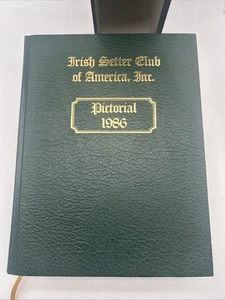 Irish Setter Club
of America, Inc.
Pictorial
1986